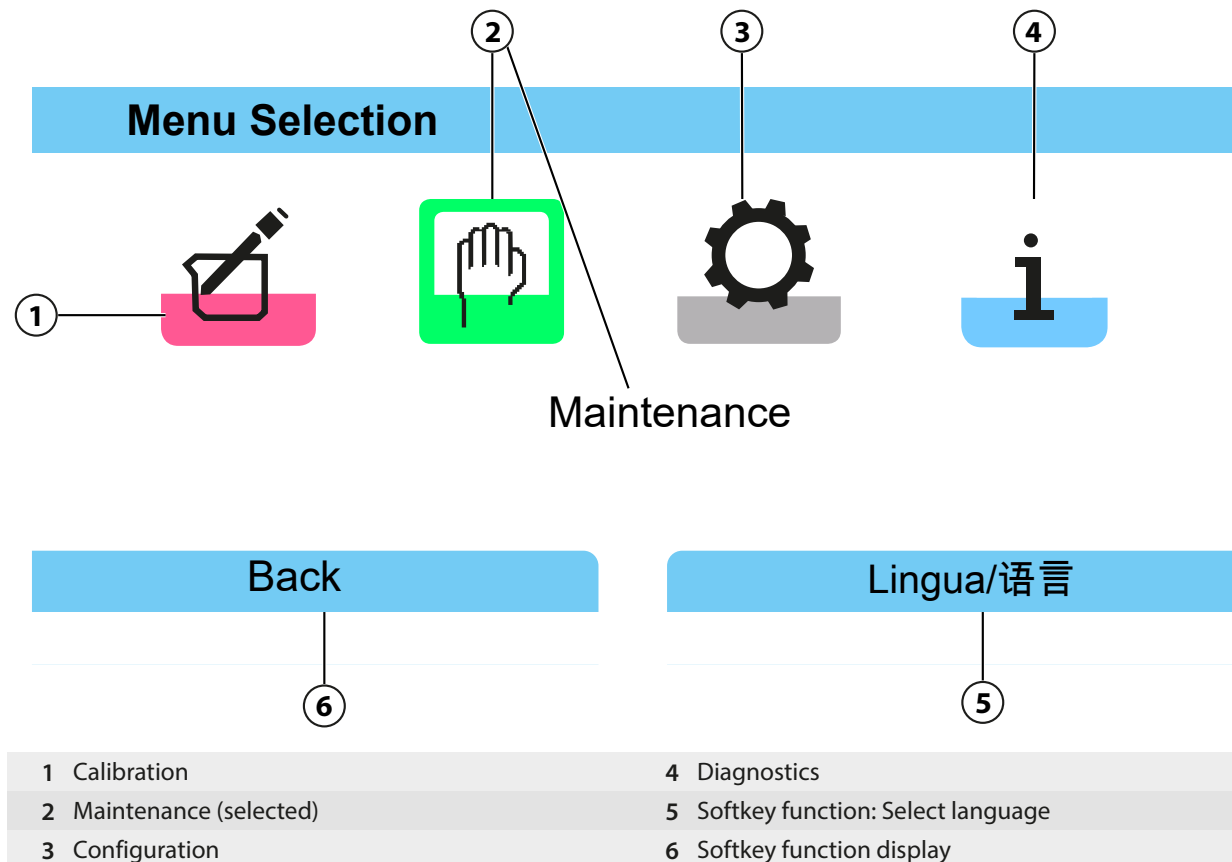 2 3 4
Menu Selection
1
Maintenance
Back Lingua/语言
6 5
1 Calibration 4 Diagnostics
2 Maintenance (selected) 5 Softkey function: Select language
3 Configuration 6 Softkey function display